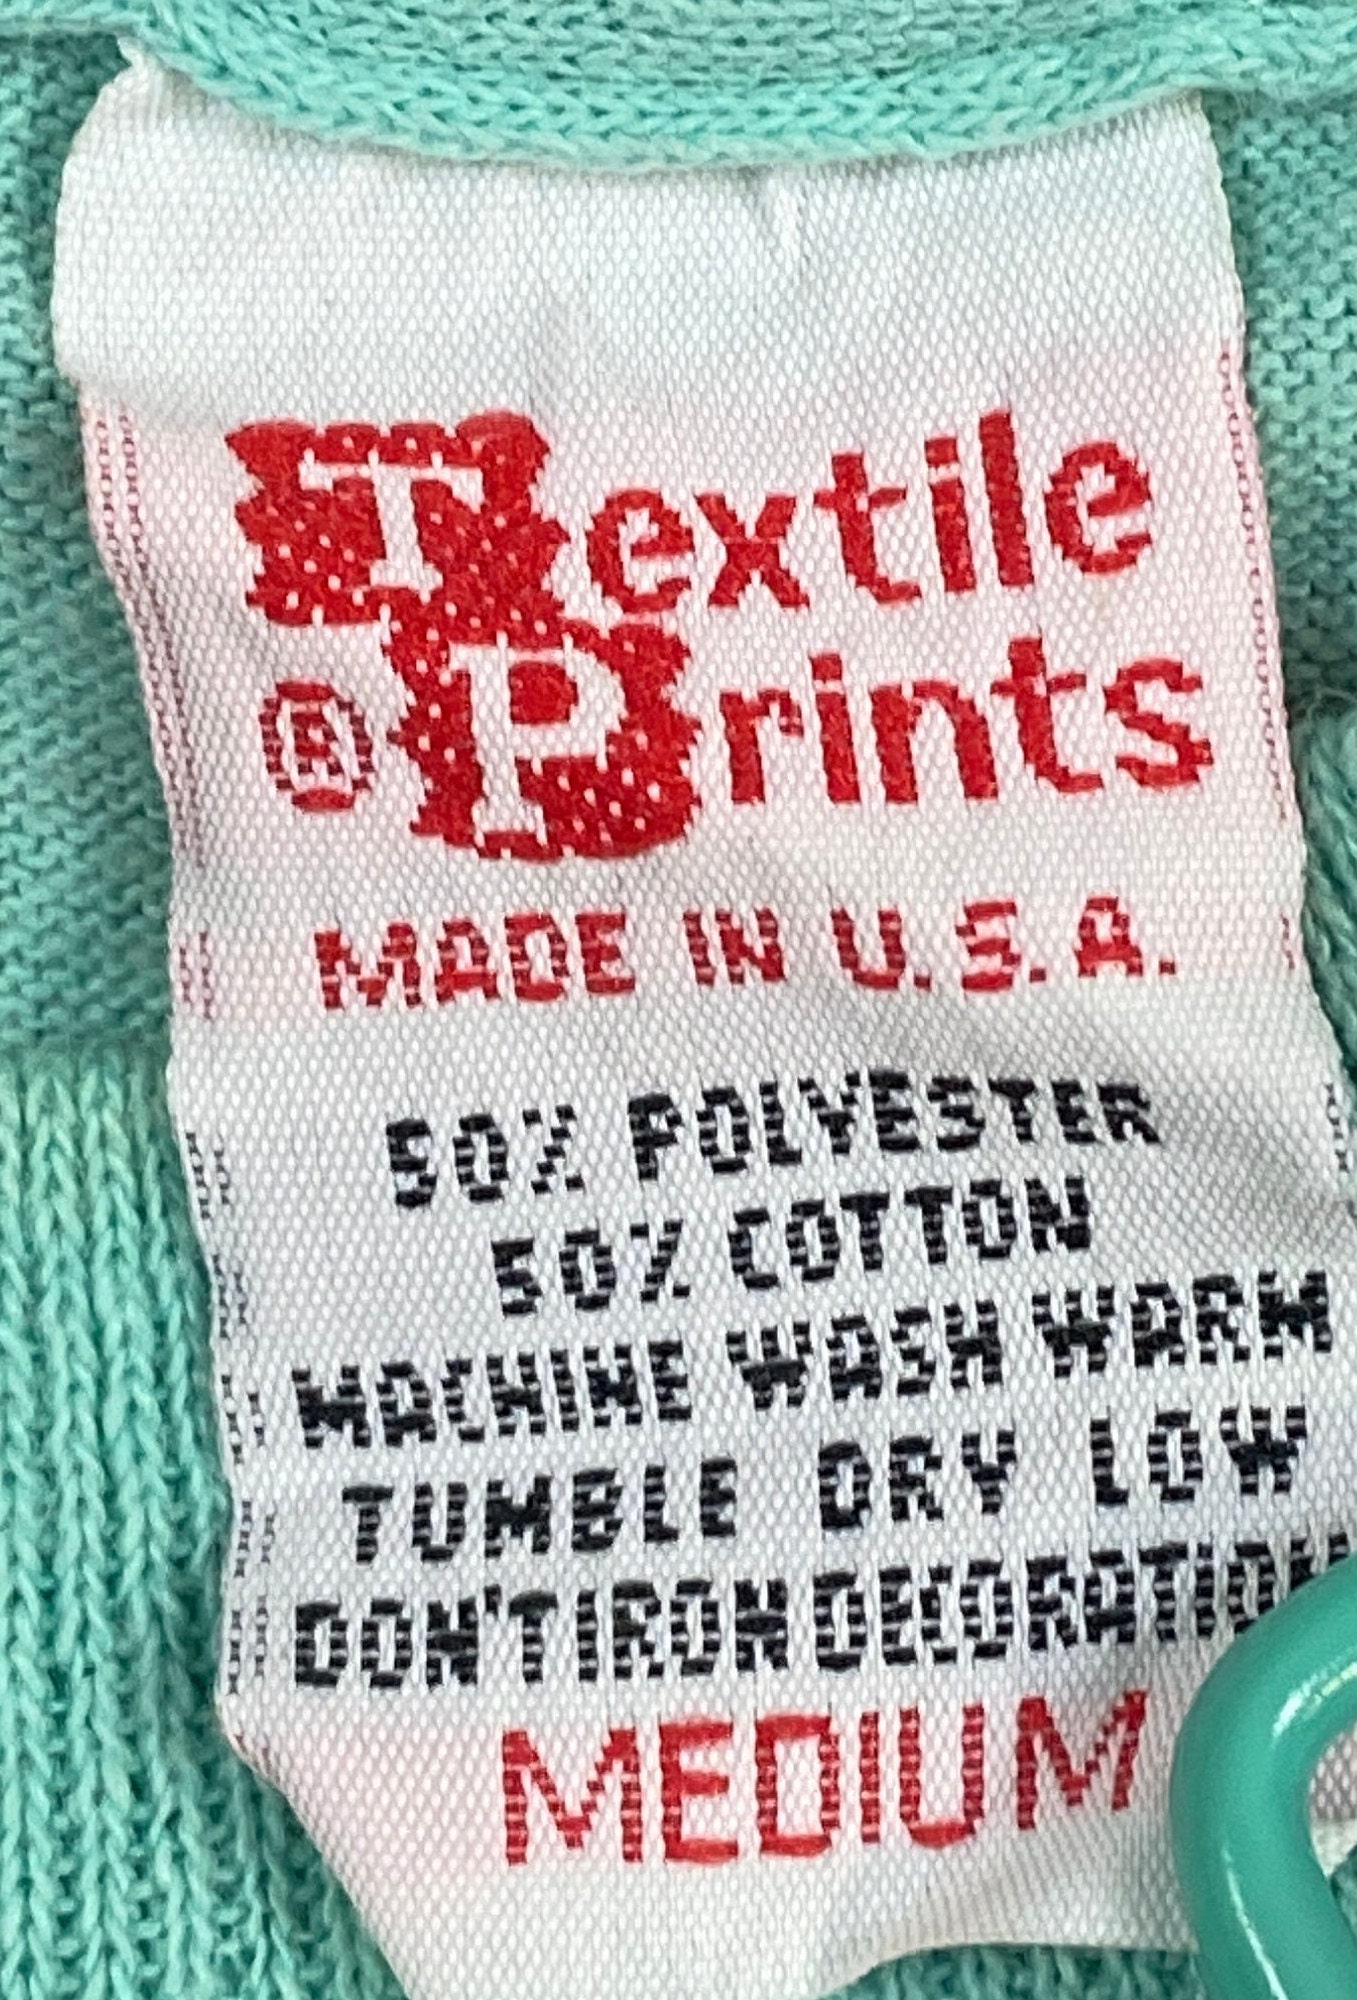 Textile
® Prints
MADE IN U.S.A.
50% POLYESTER
50% COTTON
MACHINE WASH WARM
TUMBLE DRY LOW
DON'T IRON DECORATION
MEDIUM